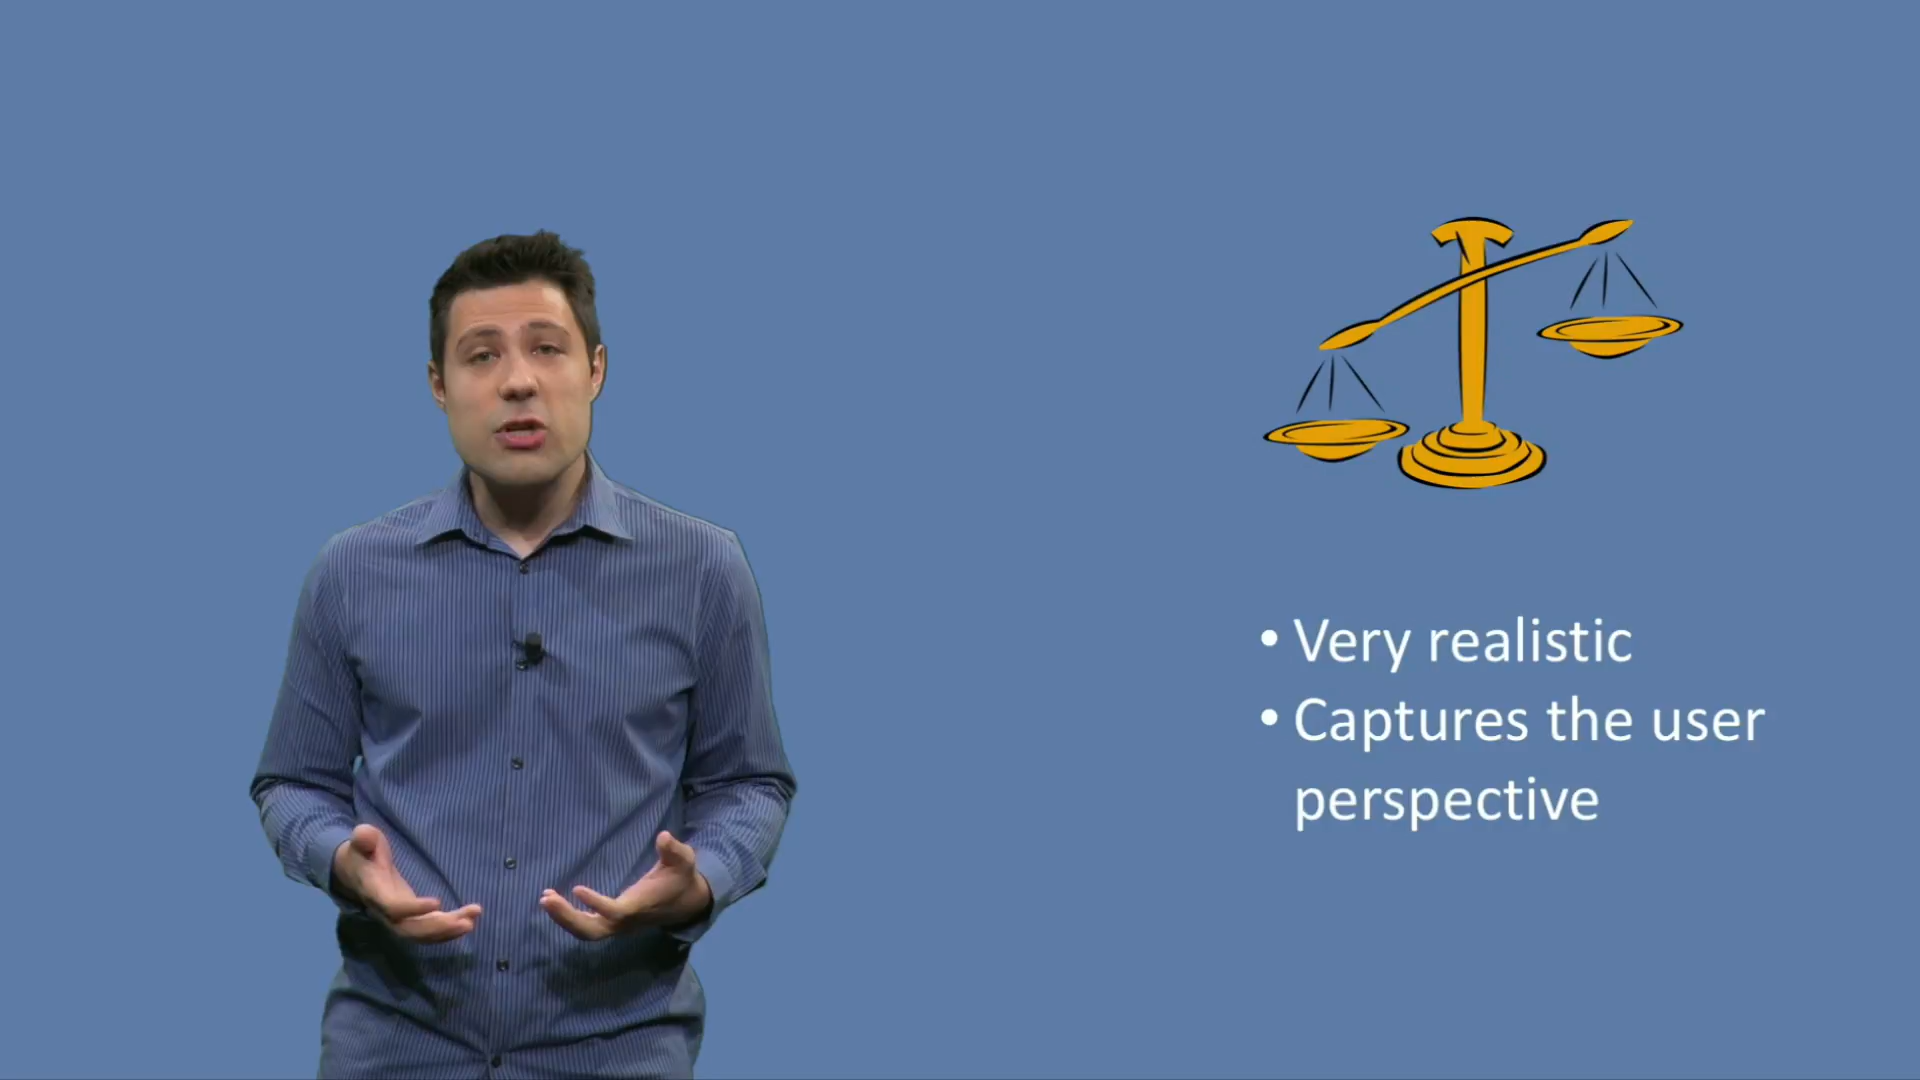 • Very realistic
• Captures the user
perspective